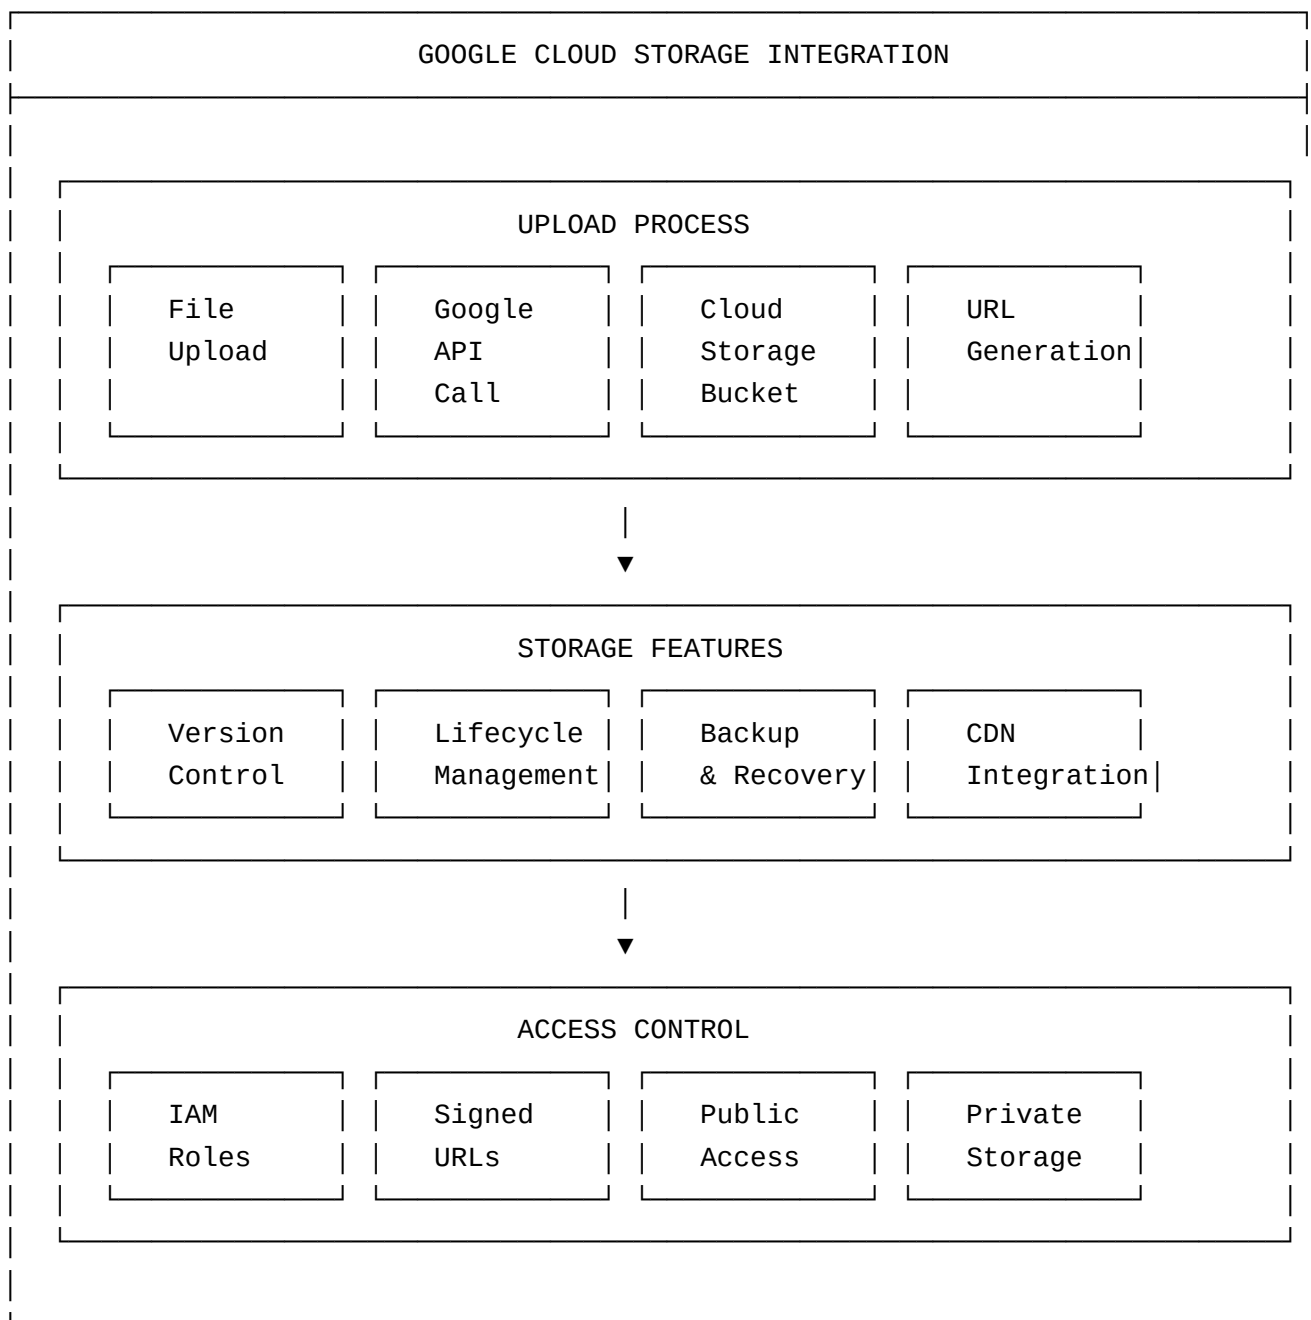 GOOGLE CLOUD STORAGE INTEGRATION
UPLOAD PROCESS
File Google Cloud URL
Upload API Storage Generation
Call Bucket
STORAGE FEATURES
Version Lifecycle Backup CDN
Control Management & Recovery Integration
ACCESS CONTROL
IAM Signed Public Private
Roles URLs Access Storage